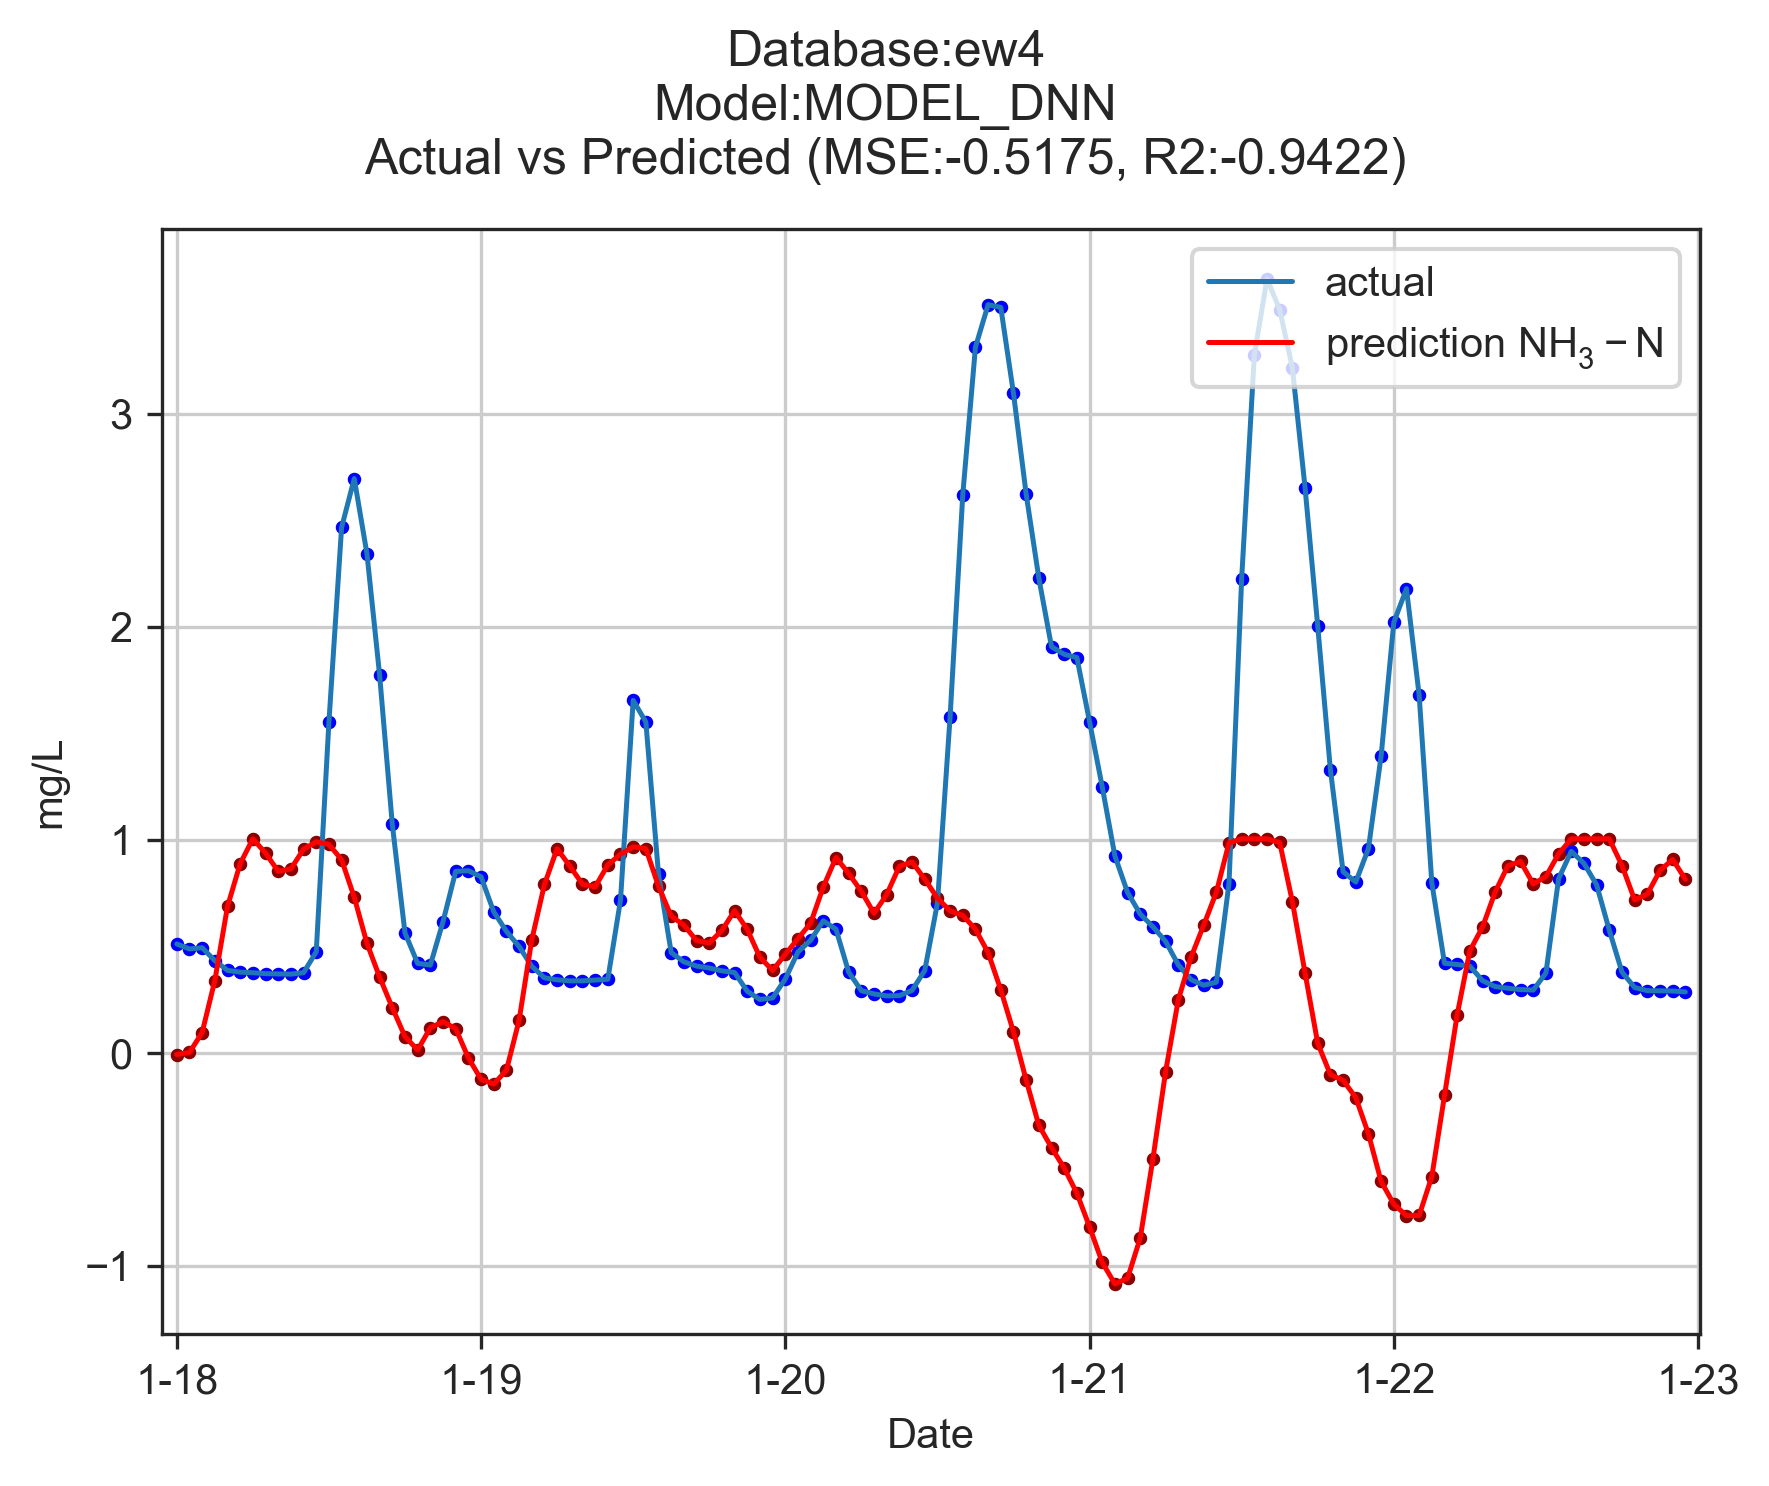 Database:ew4
Model:MODEL_DNN
Actual vs Predicted (MSE:-0.5175, R2:-0.9422)
actual
prediction NH₃ − N
3
2
1
0
−1
mg/L
1-18 1-19 1-20 1-21 1-22 1-23
Date